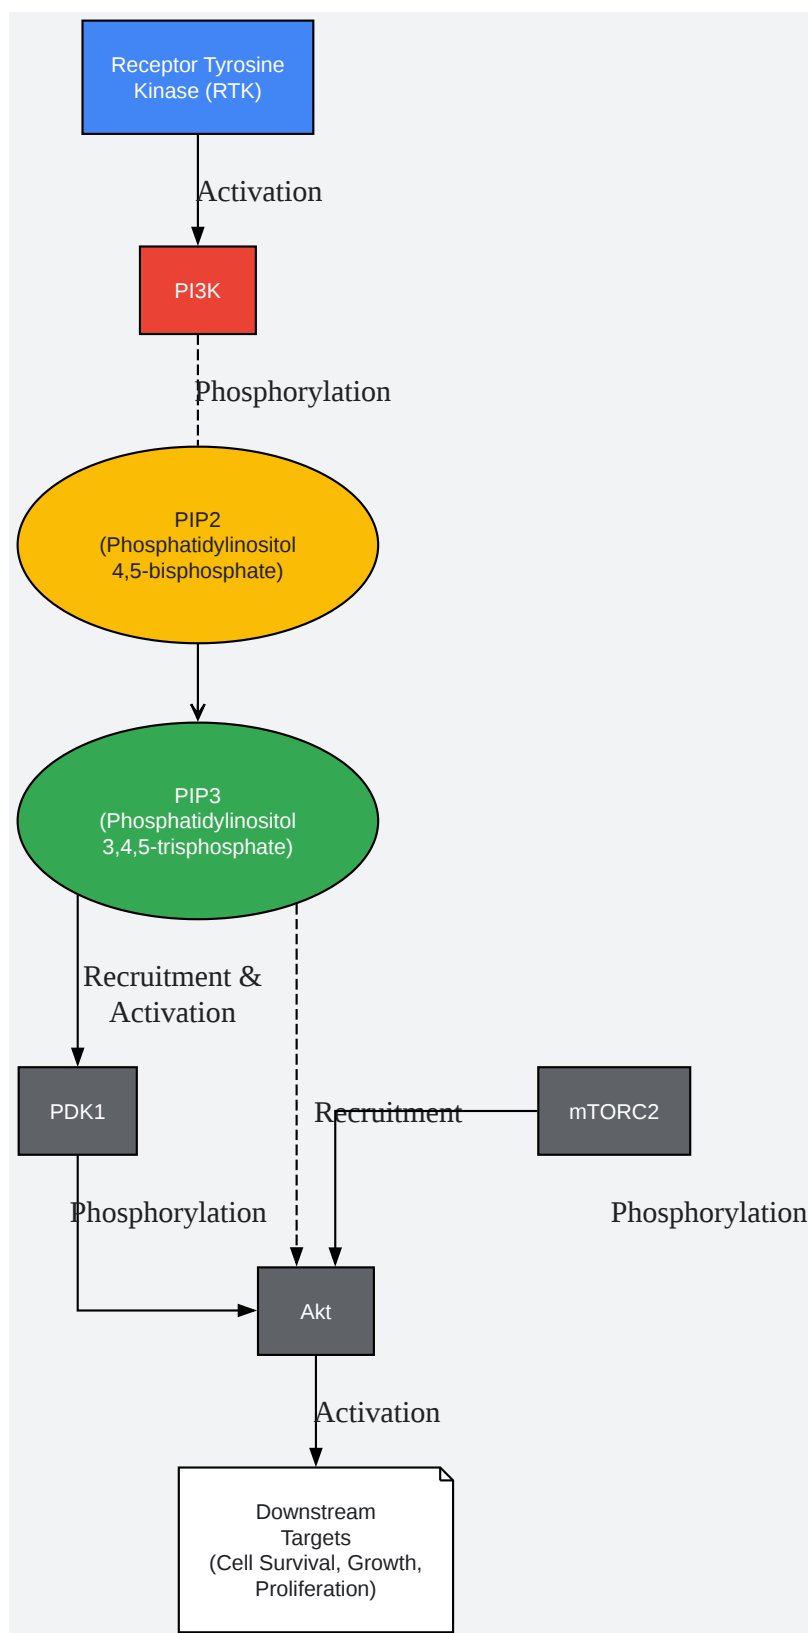 Receptor Tyrosine
Kinase (RTK)
Activation
PI3K
Phosphorylation
PIP2
(Phosphatidylinositol
4,5-bisphosphate)
PIP3
(Phosphatidylinositol
3,4,5-trisphosphate)
Recruitment &
Activation
PDK1
Recruitment
mTORC2
Phosphorylation
Phosphorylation
Akt
Activation
Downstream
Targets
(Cell Survival, Growth,
Proliferation)